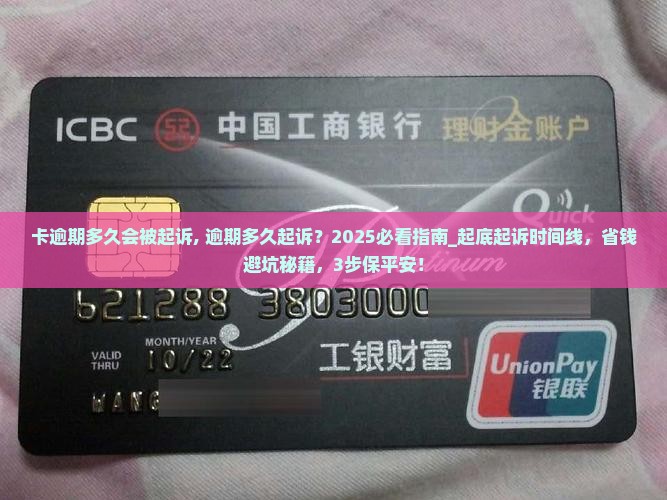 ICBC 中国工商银行 理财金账户
Quick
卡逾期多久会被起诉, 逾期多久起诉？2025必看指南_起底起诉时间线，省钱
避坑秘籍，3步保平安!
621288 3803000
MONTH/YEAR
VALID THRU 10/22
工银财富
UnionPay
银联
WANG